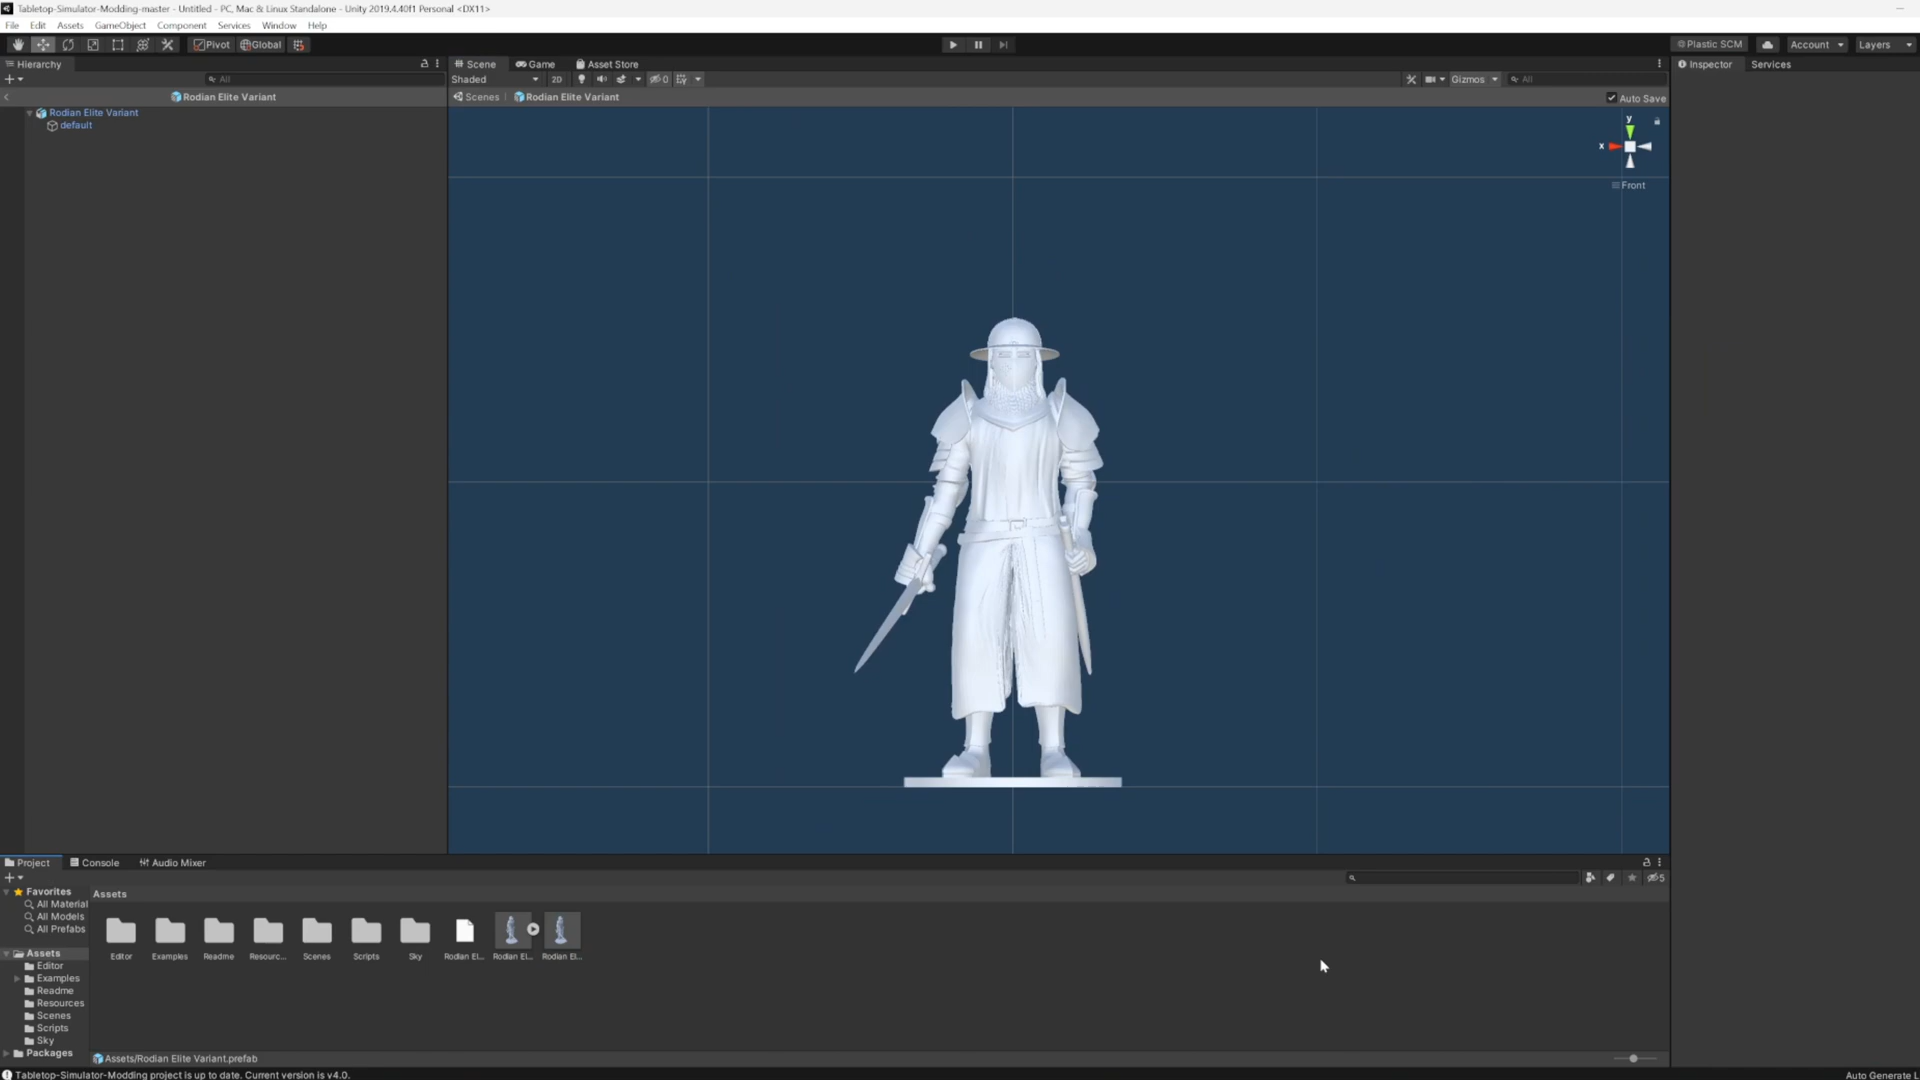 Tabletop-Simulator-Modding-master - Untitled - PC, Mac & Linux Standalone - Unity 2019.4.40f1 Personal <DX11>
File Edit Assets GameObject Component Services Window Help
Pivot Global Plastic SCM Account Layers
Hierarchy Scene Game Asset Store Inspector Services
All Shaded 2D 0 Gizmos All
Rodian Elite Variant Scenes Rodian Elite Variant Auto Save
Rodian Elite Variant
default
y
x
Front
Project Console Audio Mixer
5
Favorites Assets
All Material
All Models
All Prefabs
Assets
Editor Examples Readme Resourc... Scenes Scripts Sky Rodian El... Rodian El... Rodian El...
Editor
Examples
Readme
Resources
Scenes
Scripts
Sky
Packages Assets/Rodian Elite Variant.prefab
Tabletop-Simulator-Modding project is up to date. Current version is v4.0. Auto Generate L